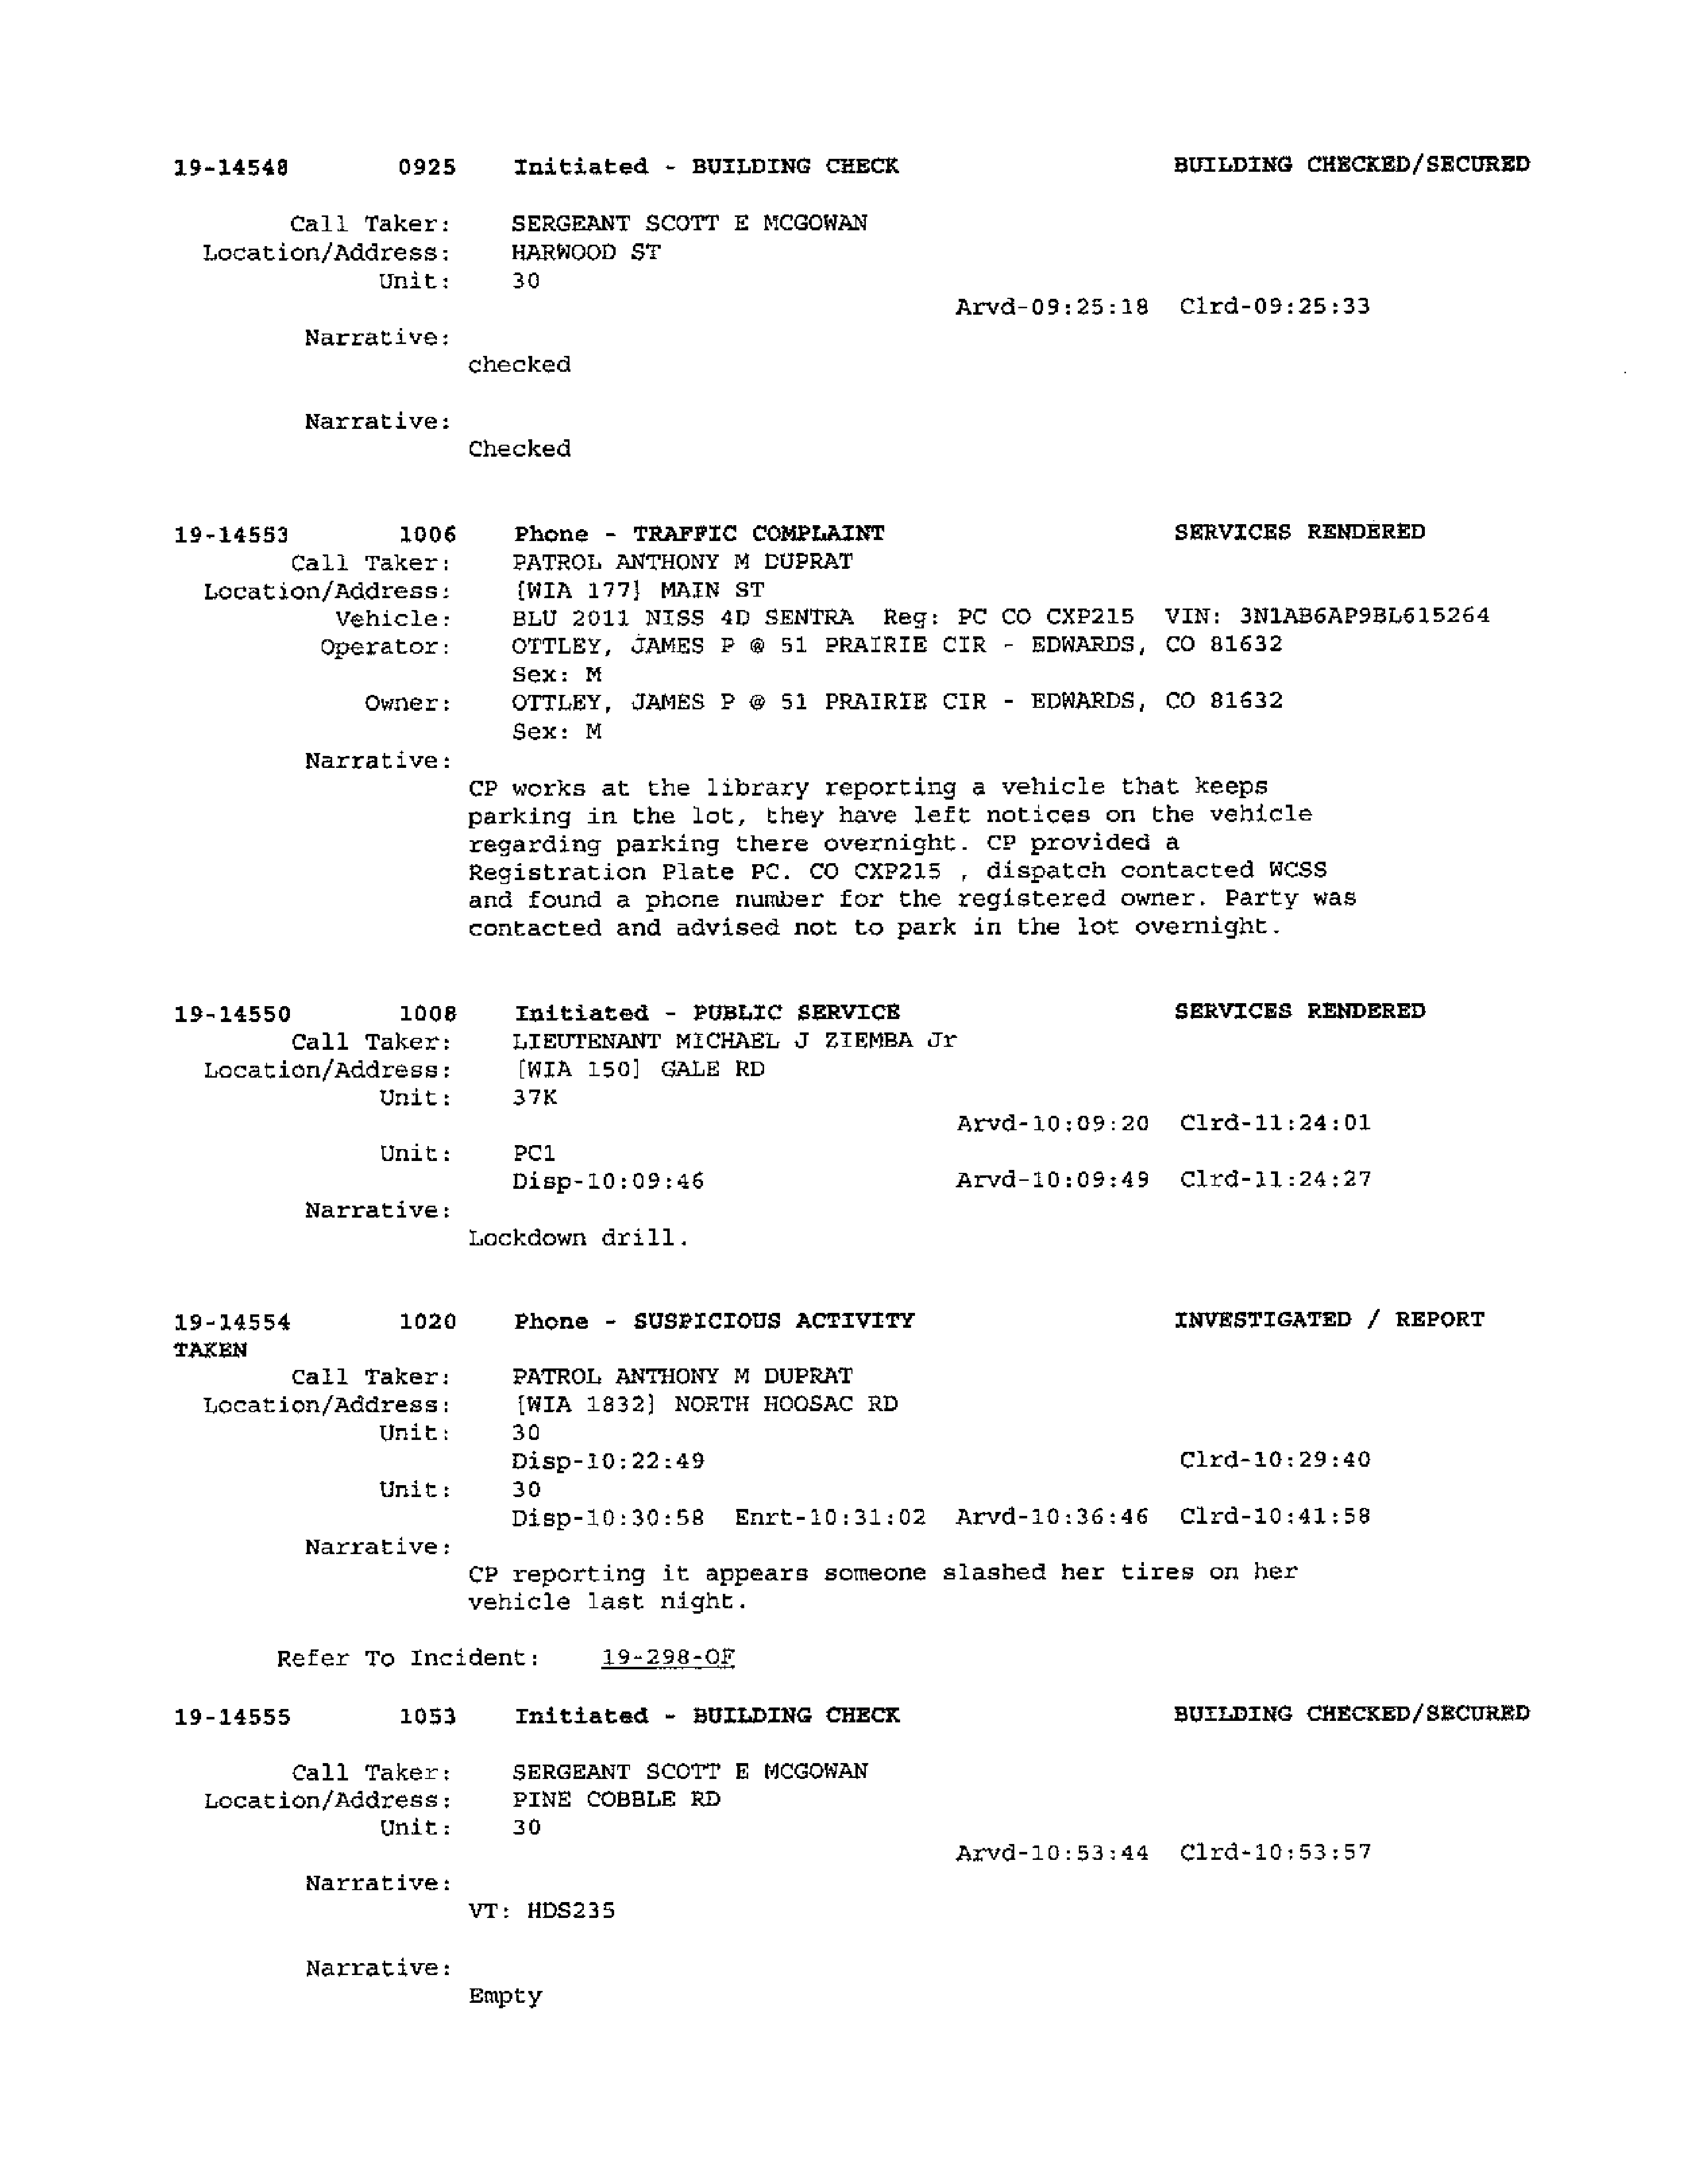 19-14548 0925 Initiated - BUILDING CHECK BUILDING CHECKED/SECURED
Call Taker: SERGEANT SCOTT E MCGOWAN
Location/Address: HARWOOD ST
Unit: 30
Arvd-09:25:18 Clrd-09:25:33
Narrative:
checked
Narrative:
Checked
19-14553 1006 Phone - TRAFFIC COMPLAINT SERVICES RENDERED
Call Taker: PATROL ANTHONY M DUPRAT
Location/Address: [WIA 177] MAIN ST
Vehicle: BLU 2011 NISS 4D SENTRA Reg: PC CO CXP215 VIN: 3N1AB6AP9BL615264
Operator: OTTLEY, JAMES P @ 51 PRAIRIE CIR - EDWARDS, CO 81632
Sex: M
Owner: OTTLEY, JAMES P @ 51 PRAIRIE CIR - EDWARDS, CO 81632
Sex: M
Narrative:
CP works at the library reporting a vehicle that keeps
parking in the lot, they have left notices on the vehicle
regarding parking there overnight. CP provided a
Registration Plate PC. CO CXP215 , dispatch contacted WCSS
and found a phone number for the registered owner. Party was
contacted and advised not to park in the lot overnight.
19-14550 1008 Initiated - PUBLIC SERVICE SERVICES RENDERED
Call Taker: LIEUTENANT MICHAEL J ZIEMBA Jr
Location/Address: [WIA 150] GALE RD
Unit: 37K
Arvd-10:09:20 Clrd-11:24:01
Unit: PC1
Disp-10:09:46 Arvd-10:09:49 Clrd-11:24:27
Narrative:
Lockdown drill.
19-14554 1020 Phone - SUSPICIOUS ACTIVITY INVESTIGATED / REPORT
TAKEN
Call Taker: PATROL ANTHONY M DUPRAT
Location/Address: [WIA 1832] NORTH HOOSAC RD
Unit: 30
Disp-10:22:49 Clrd-10:29:40
Unit: 30
Disp-10:30:58 Enrt-10:31:02 Arvd-10:36:46 Clrd-10:41:58
Narrative:
CP reporting it appears someone slashed her tires on her
vehicle last night.
Refer To Incident: 19-298-OF
19-14555 1053 Initiated - BUILDING CHECK BUILDING CHECKED/SECURED
Call Taker: SERGEANT SCOTT E MCGOWAN
Location/Address: PINE COBBLE RD
Unit: 30
Arvd-10:53:44 Clrd-10:53:57
Narrative:
VT: HDS235
Narrative:
Empty